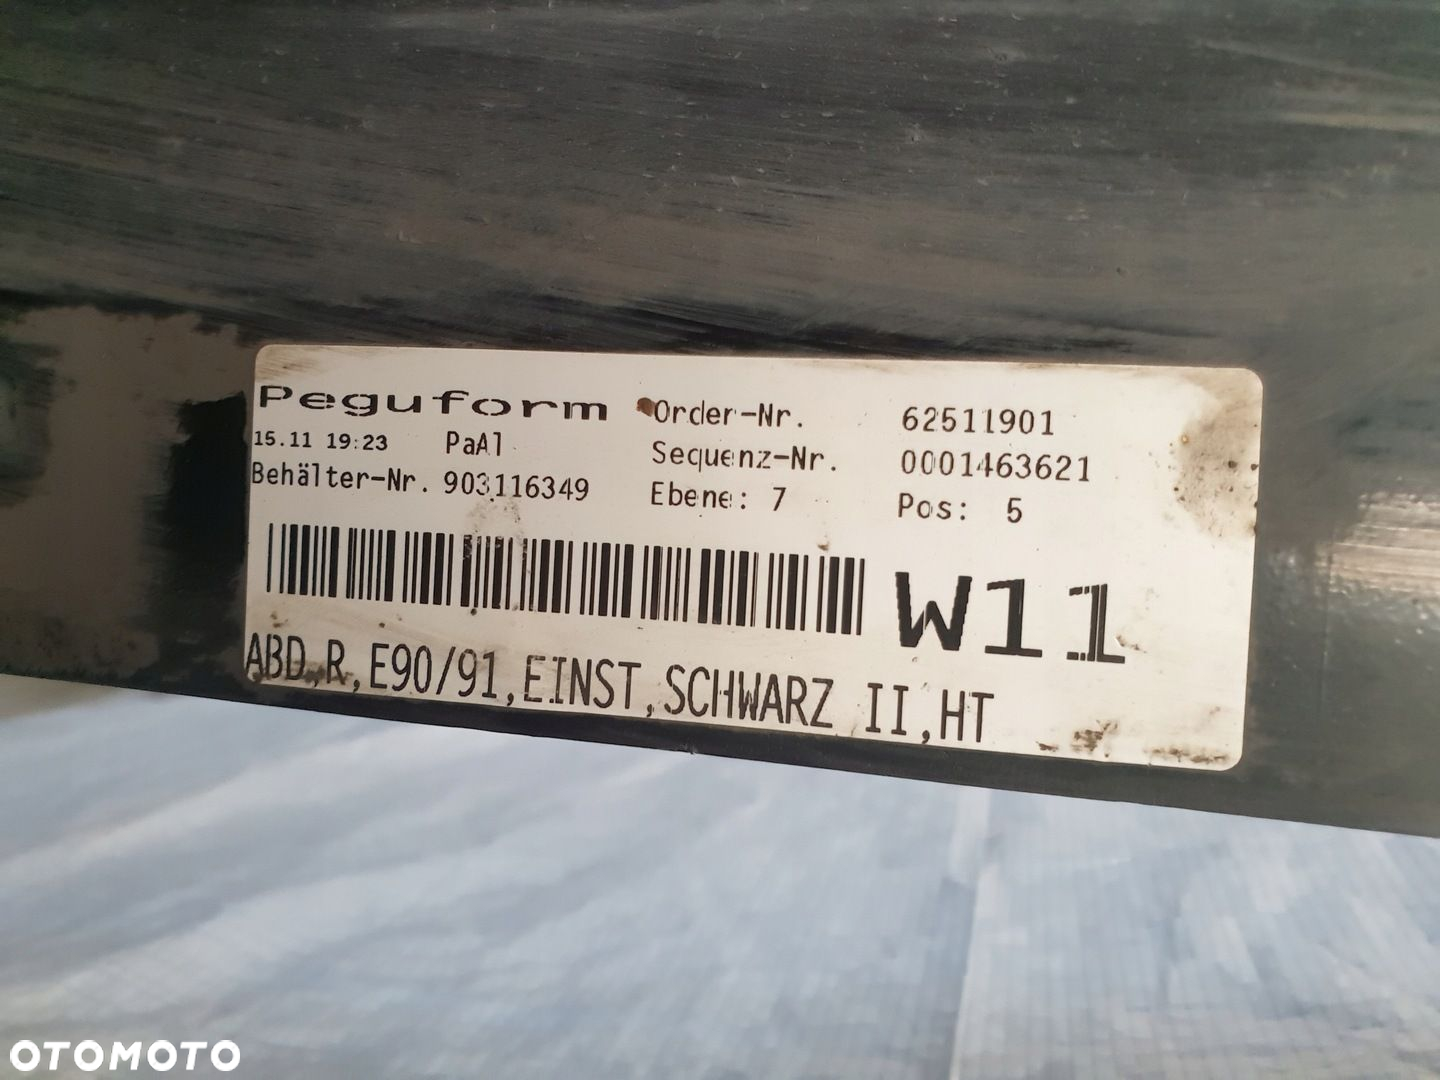 Peguform Order-Nr. 62511901
15.11 19:23 PaAl Sequenz-Nr. 0001463621
Behälter-Nr. 903116349 Ebene: 7 Pos: 5
W11
ABD,R,E90/91,EINST,SCHWARZ II,HT
OTOMOTO